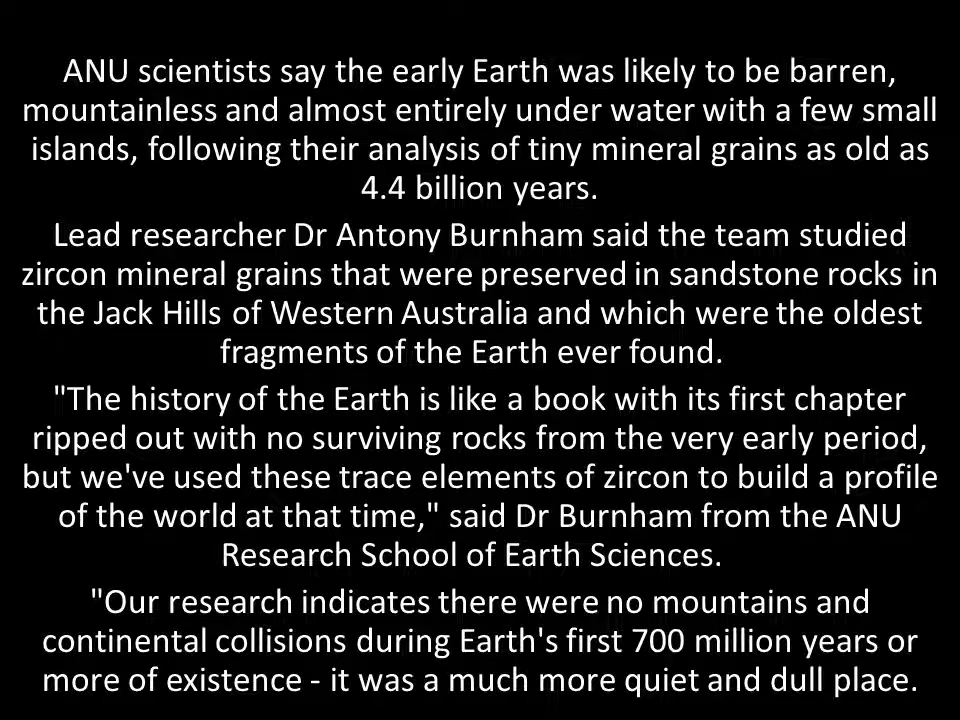 ANU scientists say the early Earth was likely to be barren,
mountainless and almost entirely under water with a few small
islands, following their analysis of tiny mineral grains as old as
4.4 billion years.
Lead researcher Dr Antony Burnham said the team studied
zircon mineral grains that were preserved in sandstone rocks in
the Jack Hills of Western Australia and which were the oldest
fragments of the Earth ever found.
"The history of the Earth is like a book with its first chapter
ripped out with no surviving rocks from the very early period,
but we've used these trace elements of zircon to build a profile
of the world at that time," said Dr Burnham from the ANU
Research School of Earth Sciences.
"Our research indicates there were no mountains and
continental collisions during Earth's first 700 million years or
more of existence - it was a much more quiet and dull place.